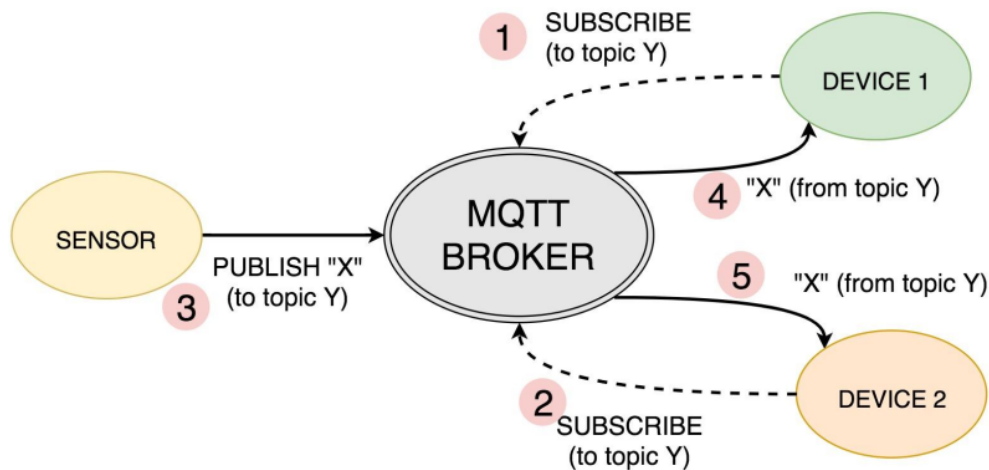 1
SUBSCRIBE
(to topic Y)
DEVICE 1
4
"X" (from topic Y)
MQTT
BROKER
SENSOR
PUBLISH "X"
(to topic Y)
3
5
"X" (from topic Y)
DEVICE 2
2
SUBSCRIBE
(to topic Y)